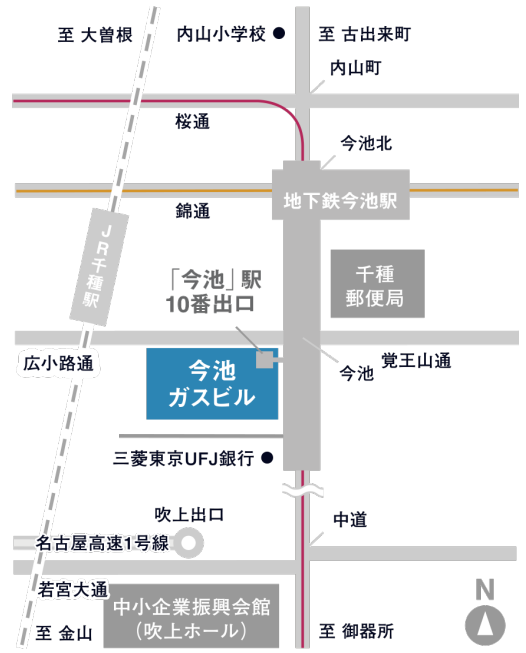 至 大曽根
内山小学校
至 古出来町
内山町
桜通
今池北
地下鉄今池駅
錦通
JR千種駅
「今池」駅
10番出口
千種
郵便局
広小路通
今池
ガスビル
今池
覚王山通
三菱東京UFJ銀行
吹上出口
中道
名古屋高速1号線
若宮大通
中小企業振興会館
（吹上ホール）
N
至 金山
至 御器所